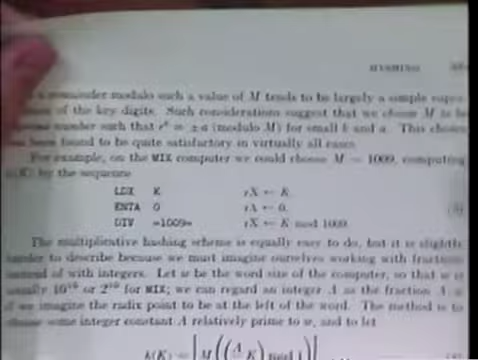 HASHING
a remainder modulo such a value of M tends to be largely a simple
of the key digits. Such considerations suggest that we choose M to be
number such that r^k ≡ ±a (modulo M) for small k and a. This choice
has been found to be quite satisfactory in virtually all cases.
For example, on the MIX computer we could choose M = 1009, computing
h(K) by the sequence
LDX K rX ← K.
ENTA 0 rA ← 0.
DIV =1009= rX ← K mod 1009.
The multiplicative hashing scheme is equally easy to do, but it is slightly
harder to describe because we must imagine ourselves working with fractions
instead of with integers. Let w be the word size of the computer, so that w is
usually 10^10 or 2^30 for MIX; we can regard an integer A as the fraction A
if we imagine the radix point to be at the left of the word. The method is to
choose some integer constant A relatively prime to w, and to let
h(K) = ⌊M((A K) mod 1)⌋